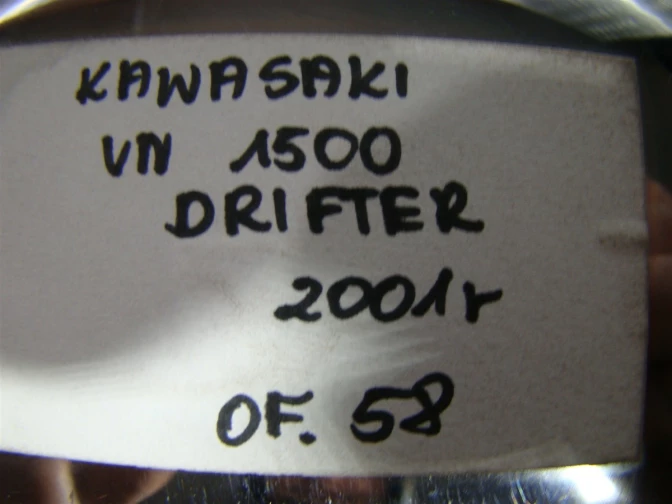 KAWASAKI
VN 1500
DRIFTER
2001r
OF. 58